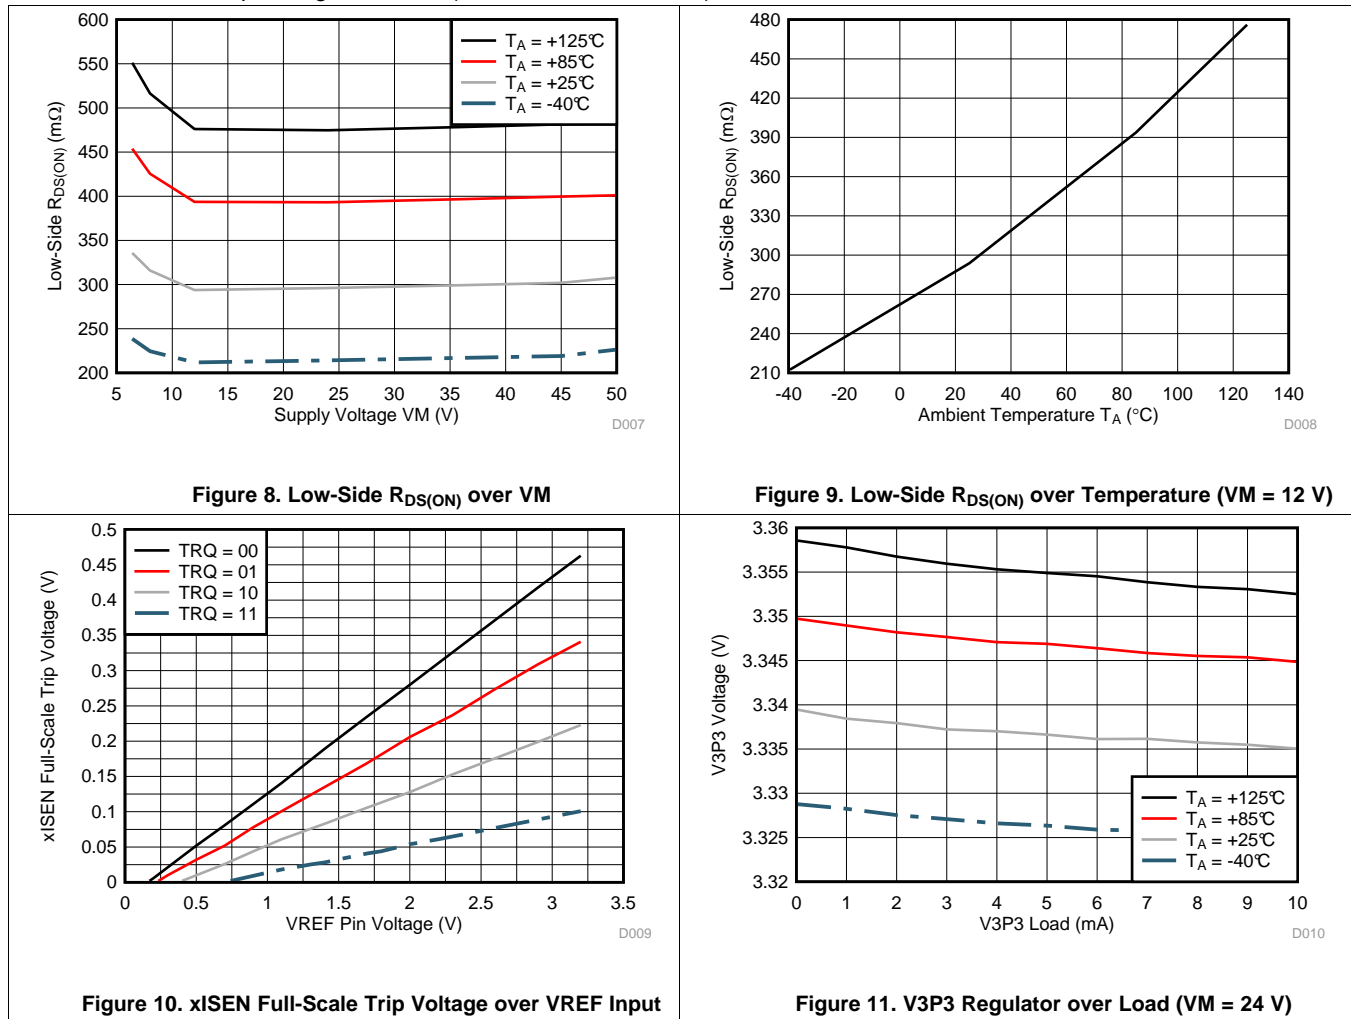 600
550
500
450
400
350
300
250
200
Low-Side RDS(ON) (mΩ)
TA = +125°C
TA = +85°C
TA = +25°C
TA = -40°C
5 10 15 20 25 30 35 40 45 50
Supply Voltage VM (V)
D007
Figure 8. Low-Side RDS(ON) over VM
480
450
420
390
360
330
300
270
240
210
Low-Side RDS(ON) (mΩ)
-40 -20 0 20 40 60 80 100 120 140
Ambient Temperature TA (°C)
D008
Figure 9. Low-Side RDS(ON) over Temperature (VM = 12 V)
0.5
0.45
0.4
0.35
0.3
0.25
0.2
0.15
0.1
0.05
0
xISEN Full-Scale Trip Voltage (V)
TRQ = 00
TRQ = 01
TRQ = 10
TRQ = 11
0 0.5 1 1.5 2 2.5 3 3.5
VREF Pin Voltage (V)
D009
Figure 10. xISEN Full-Scale Trip Voltage over VREF Input
3.36
3.355
3.35
3.345
3.34
3.335
3.33
3.325
3.32
V3P3 Voltage (V)
TA = +125°C
TA = +85°C
TA = +25°C
TA = -40°C
0 1 2 3 4 5 6 7 8 9 10
V3P3 Load (mA)
D010
Figure 11. V3P3 Regulator over Load (VM = 24 V)